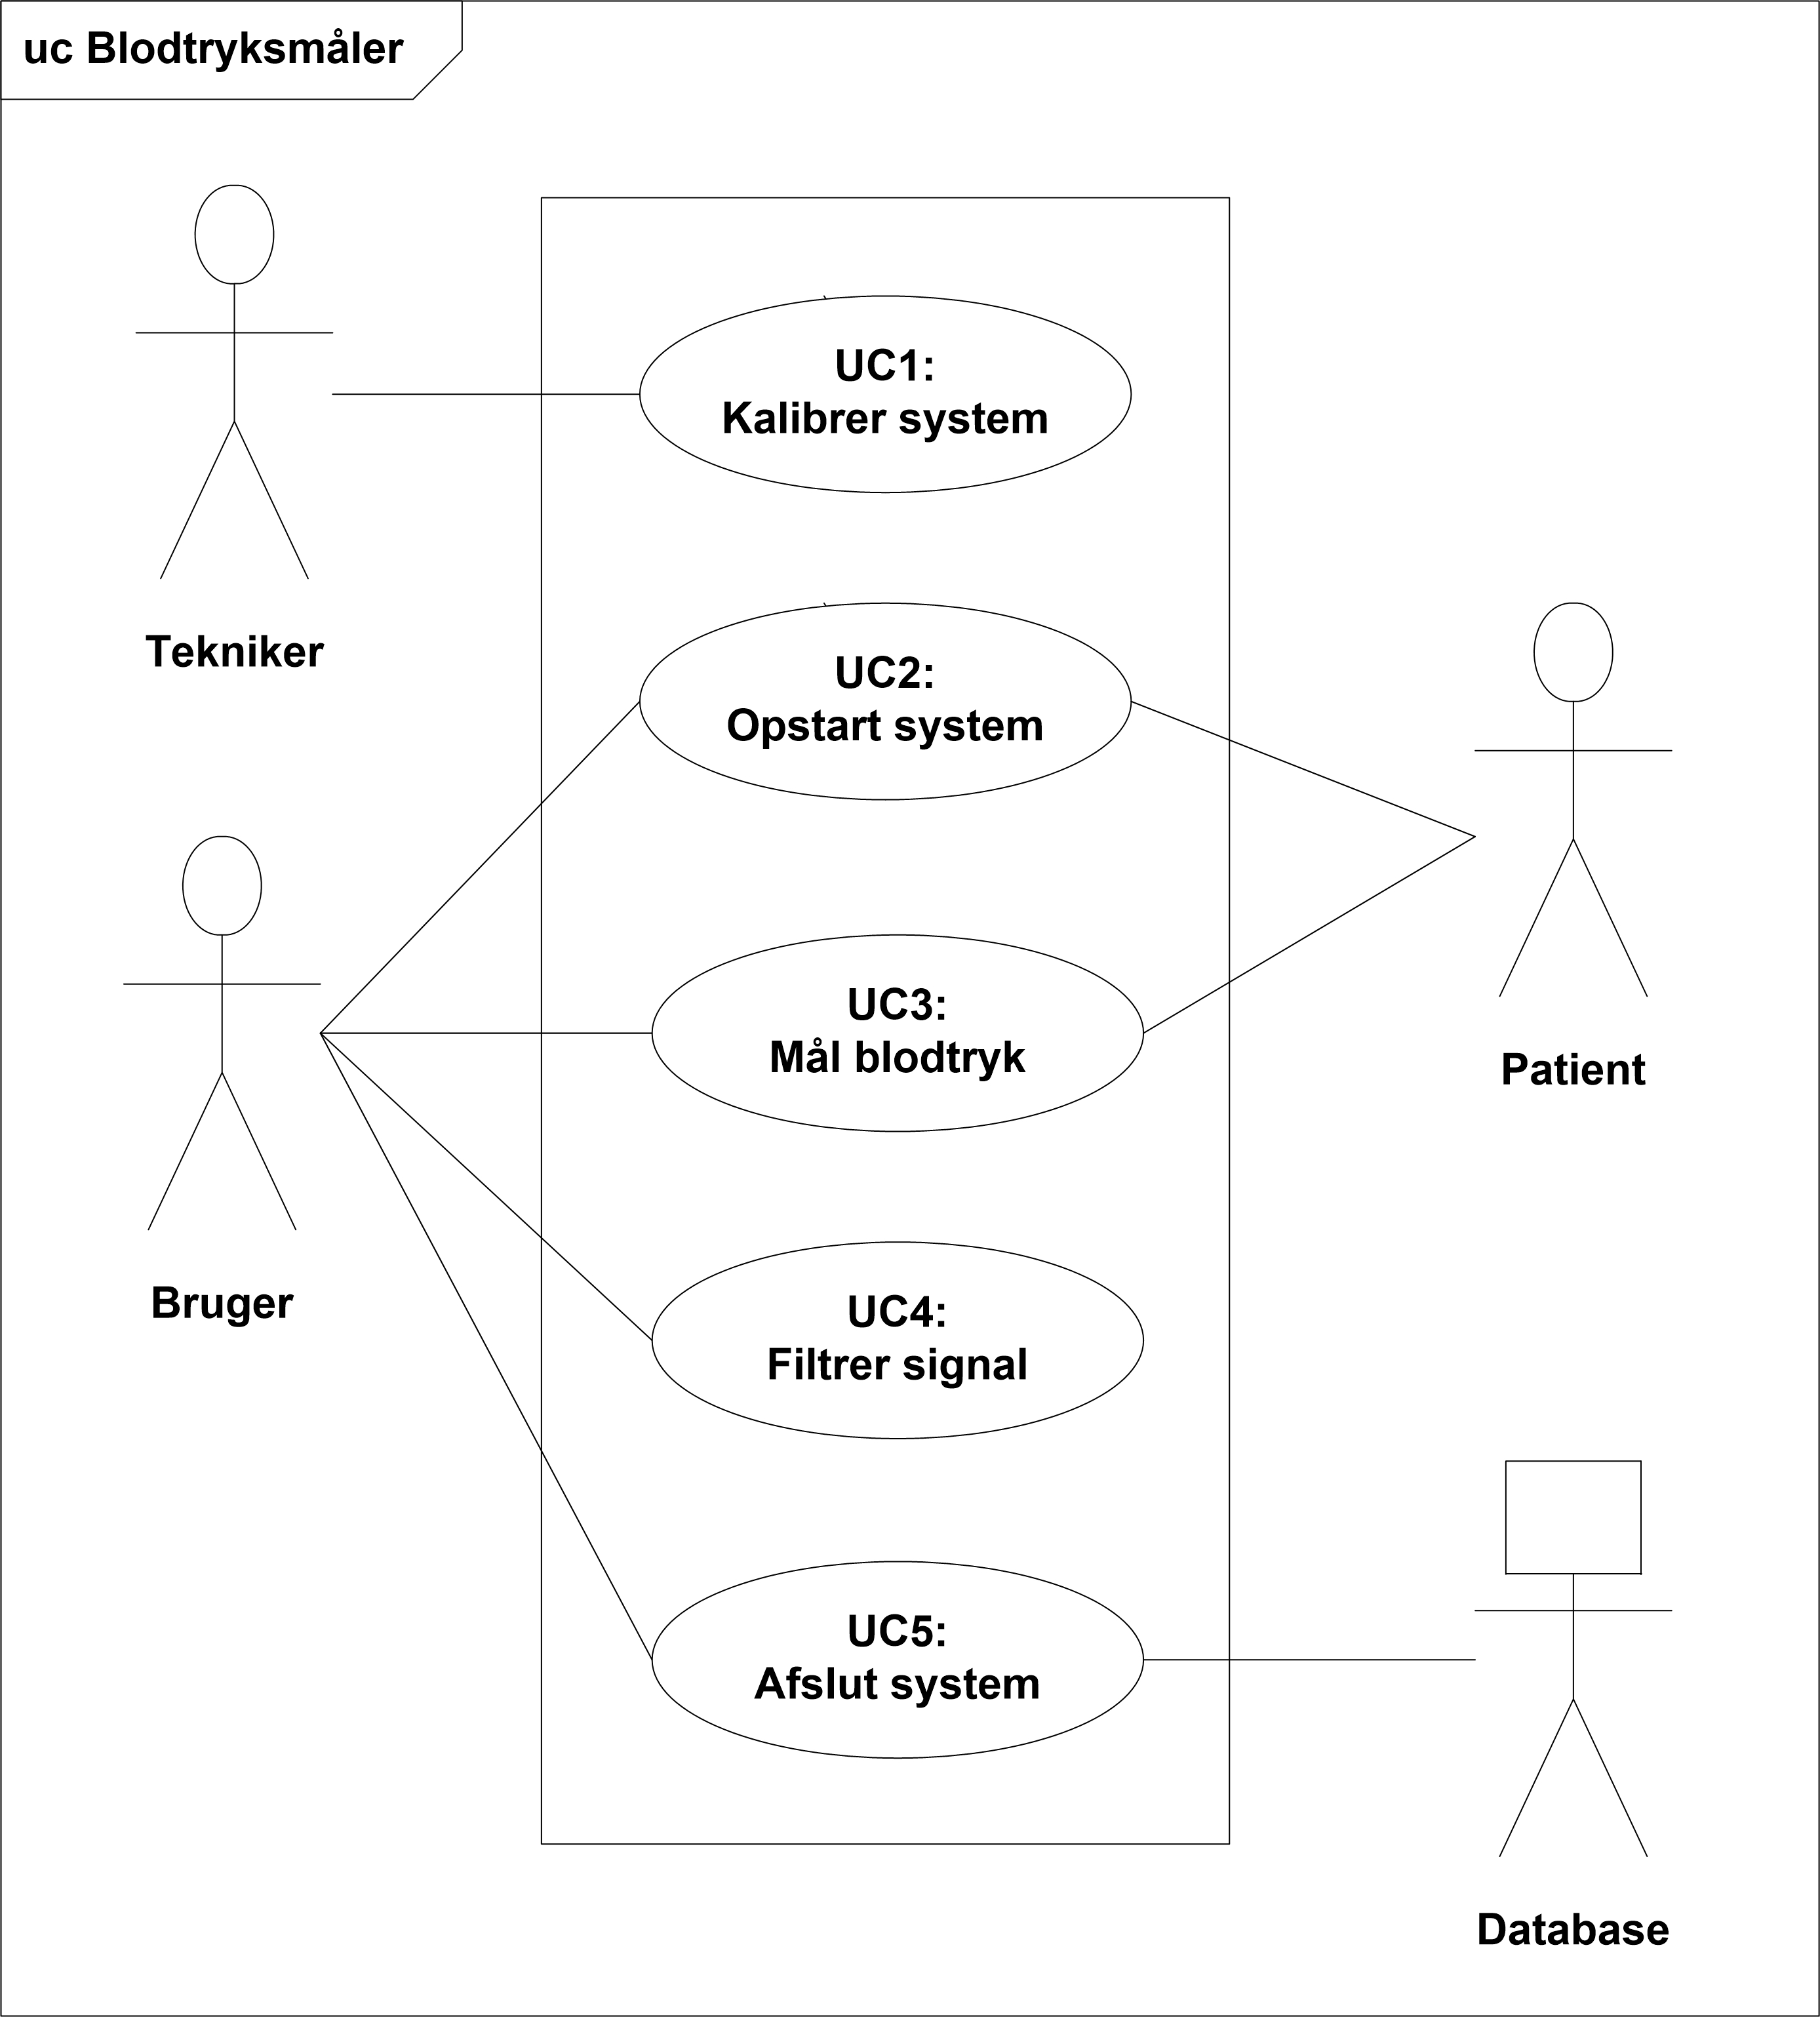 uc Blodtryksmåler
UC1:
Kalibrer system
Tekniker
UC2:
Opstart system
UC3:
Mål blodtryk
Patient
Bruger
UC4:
Filtrer signal
UC5:
Afslut system
Database